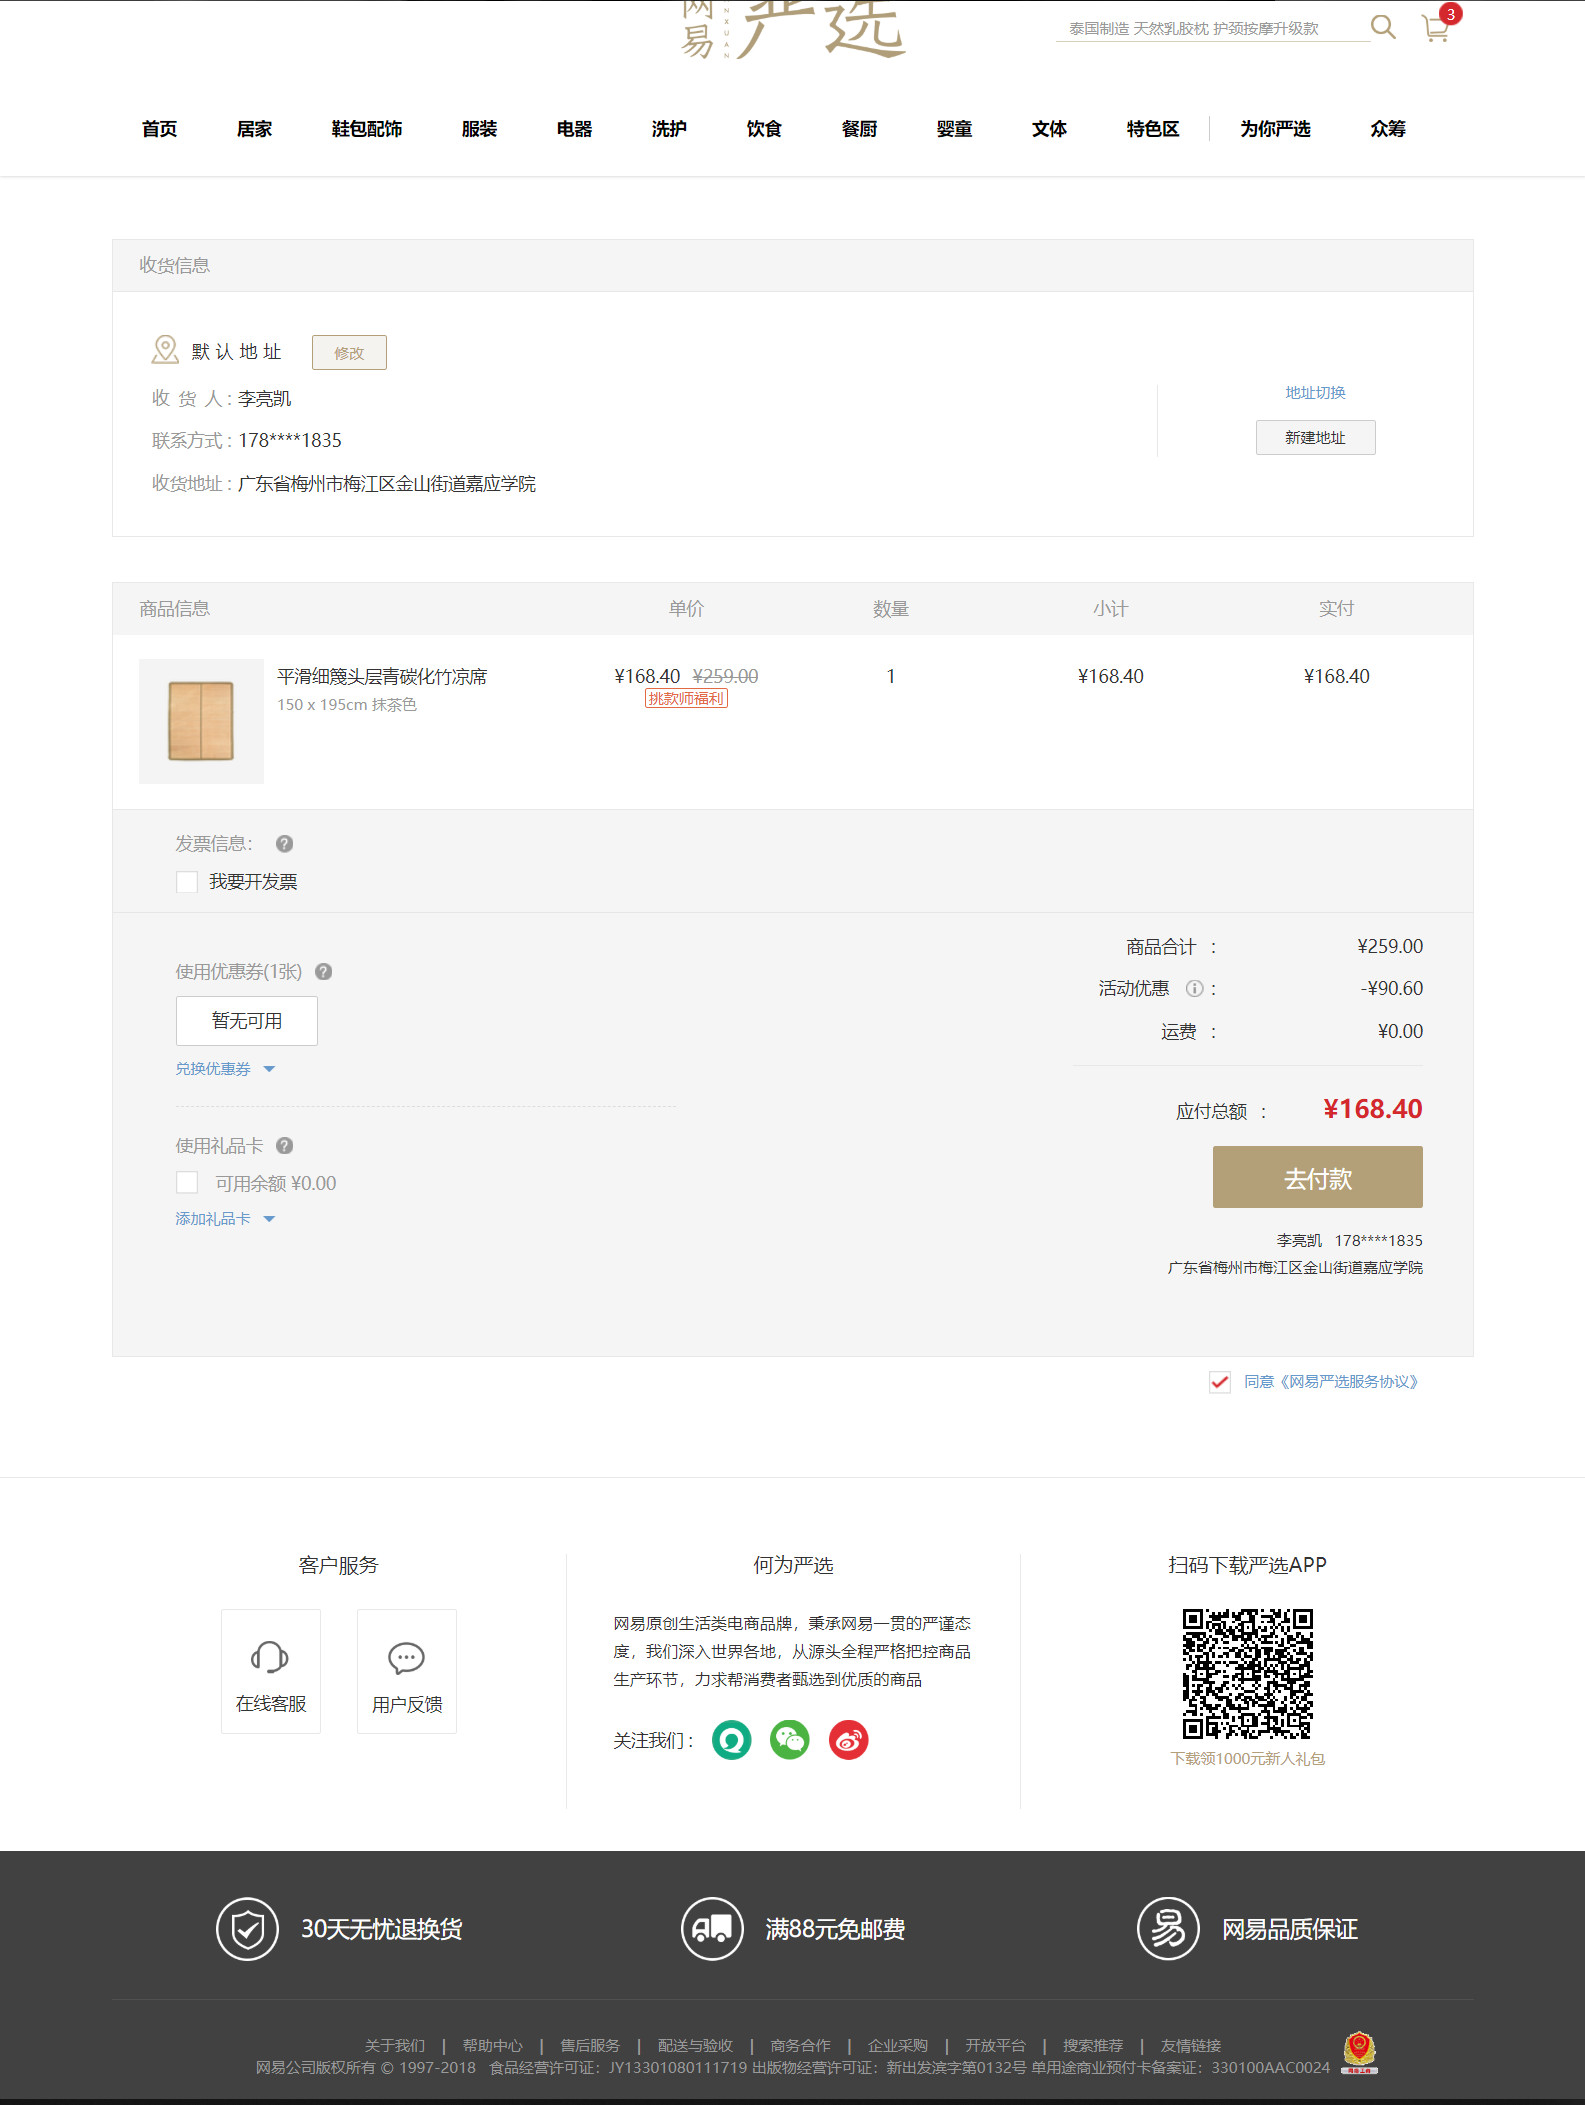 网易
严选
泰国制造 天然乳胶枕 护颈按摩升级款
3
首页 居家 鞋包配饰 服装 电器 洗护 饮食 餐厨 婴童 文体 特色区 为你严选 众筹
收货信息
默认地址 修改
收 货 人 : 李亮凯
联系方式 : 178****1835
收货地址 : 广东省梅州市梅江区金山街道嘉应学院
地址切换
新建地址
商品信息 单价 数量 小计 实付
平滑细篾头层青碳化竹凉席 ¥168.40 ¥259.00 1 ¥168.40 ¥168.40
150 x 195cm 抹茶色 挑款师福利
发票信息：
我要开发票
使用优惠券(1张)
暂无可用
兑换优惠券
使用礼品卡
可用余额 ¥0.00
添加礼品卡
商品合计 : ¥259.00
活动优惠 : -¥90.60
运费 : ¥0.00
应付总额 : ¥168.40
去付款
李亮凯 178****1835
广东省梅州市梅江区金山街道嘉应学院
同意《网易严选服务协议》
客户服务
在线客服 用户反馈
何为严选
网易原创生活类电商品牌，秉承网易一贯的严谨态
度，我们深入世界各地，从源头全程严格把控商品
生产环节，力求帮消费者甄选到优质的商品
关注我们 :
扫码下载严选APP
下载领1000元新人礼包
30天无忧退换货 满88元免邮费 易 网易品质保证
关于我们 | 帮助中心 | 售后服务 | 配送与验收 | 商务合作 | 企业采购 | 开放平台 | 搜索推荐 | 友情链接
网易公司版权所有 © 1997-2018 食品经营许可证：JY13301080111719 出版物经营许可证：新出发滨字第0132号 单用途商业预付卡备案证：330100AAC0024